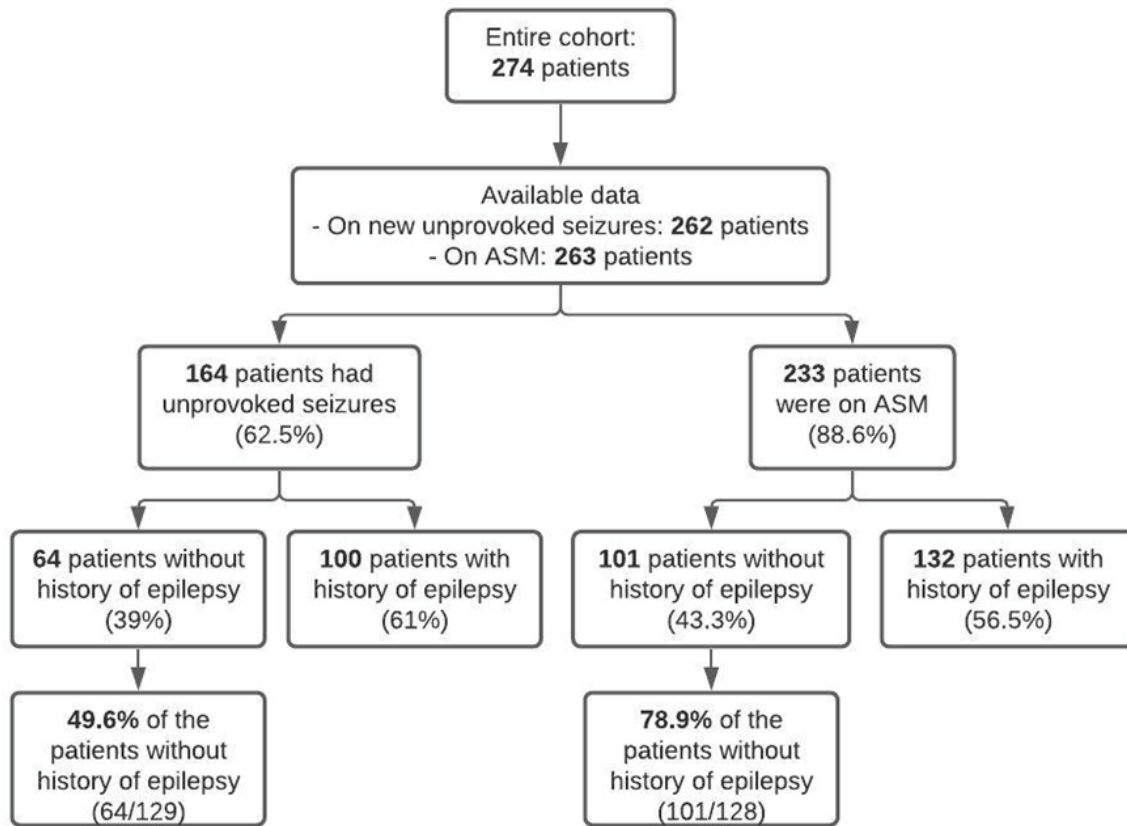 Entire cohort:
274 patients
Available data
- On new unprovoked seizures: 262 patients
- On ASM: 263 patients
164 patients had
unprovoked seizures
(62.5%)
233 patients
were on ASM
(88.6%)
64 patients without
history of epilepsy
(39%)
100 patients with
history of epilepsy
(61%)
101 patients without
history of epilepsy
(43.3%)
132 patients with
history of epilepsy
(56.5%)
49.6% of the
patients without
history of epilepsy
(64/129)
78.9% of the
patients without
history of epilepsy
(101/128)